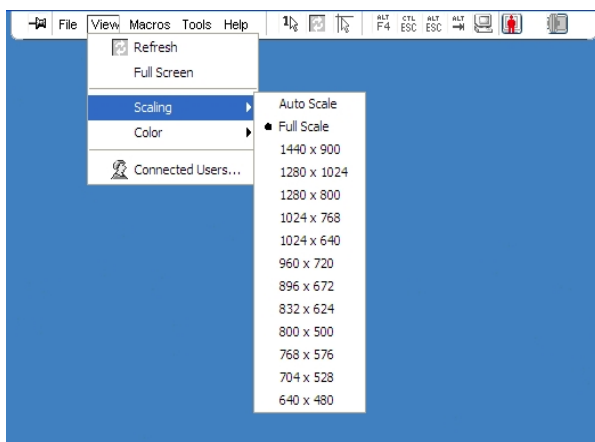 File View Macros Tools Help ALT F4 CTL ESC ALT ESC ALT
Refresh
Full Screen
Scaling
Color
Connected Users...
Auto Scale
Full Scale
1440 x 900
1280 x 1024
1280 x 800
1024 x 768
1024 x 640
960 x 720
896 x 672
832 x 624
800 x 500
768 x 576
704 x 528
640 x 480